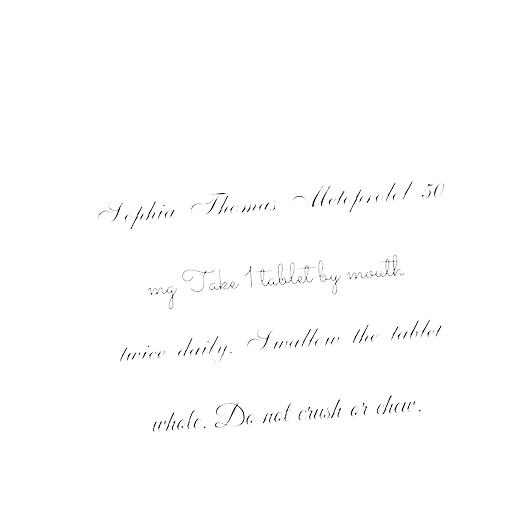 Sophia Thomas Metoprolol 50
mg Take 1 tablet by mouth
twice daily. Swallow the tablet
whole. Do not crush or chew.